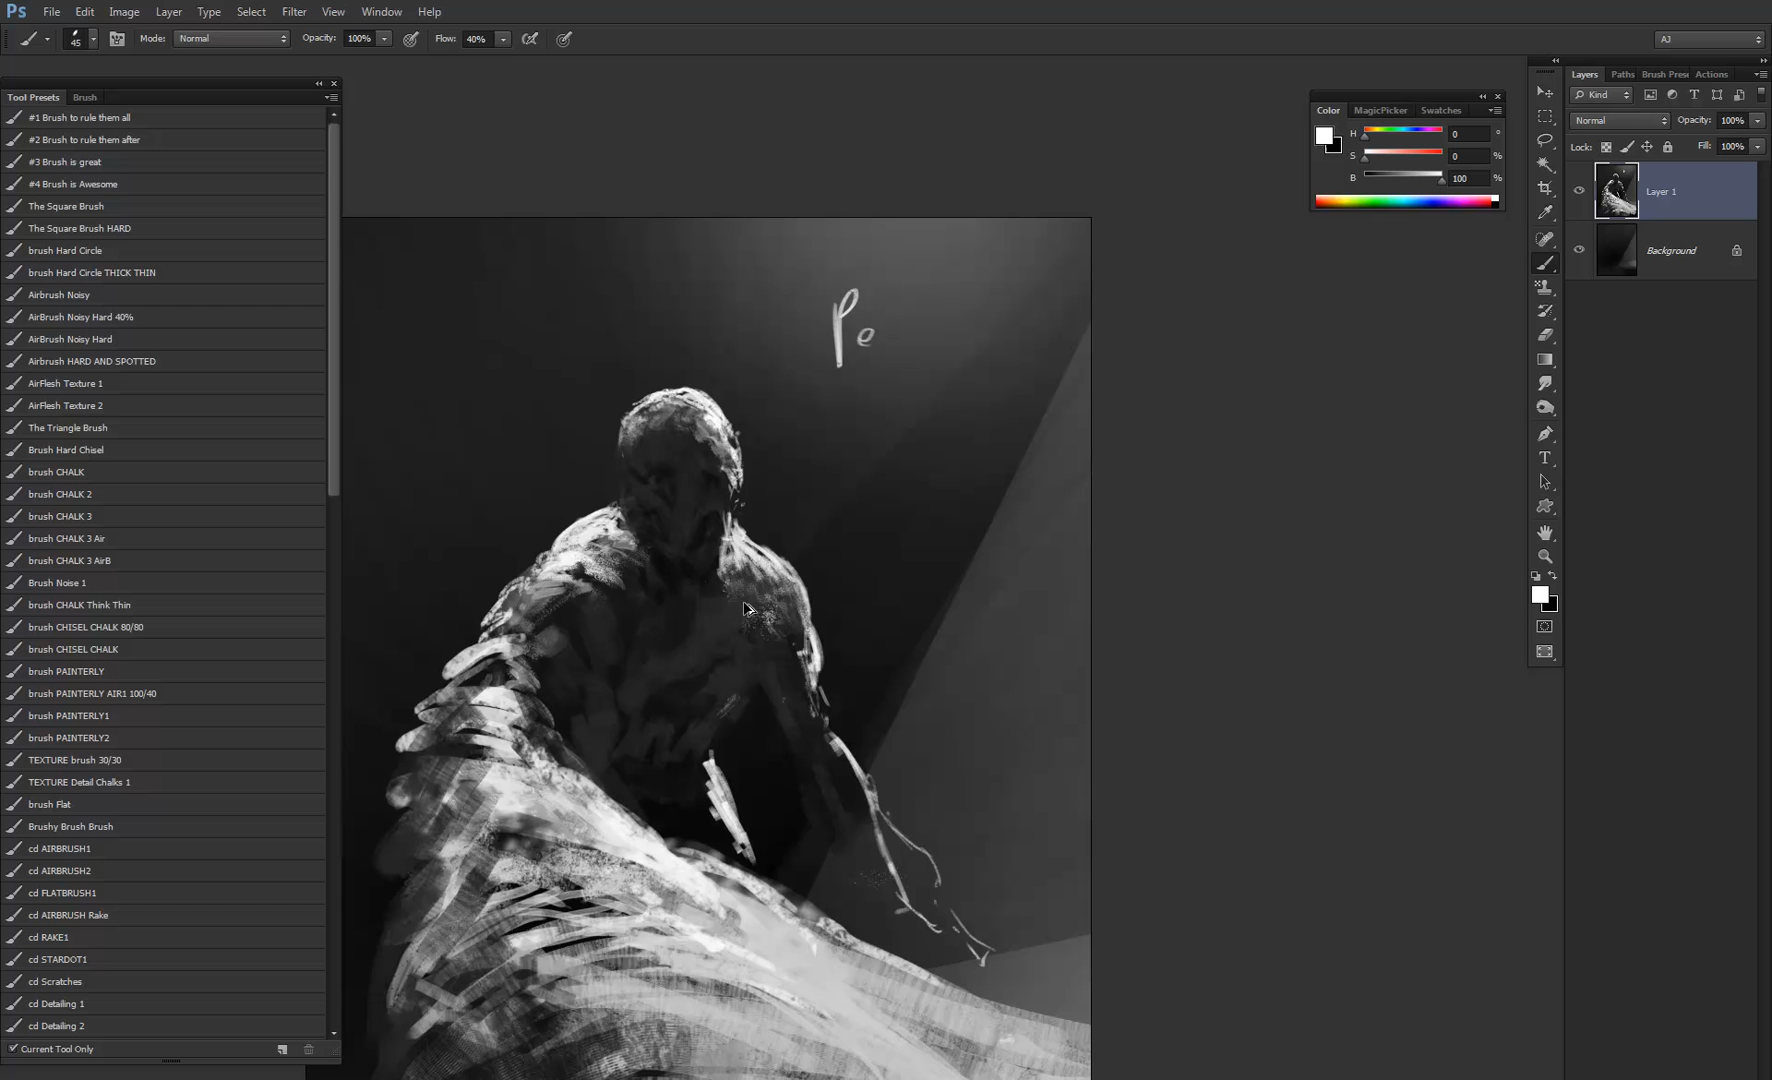 Ps File Edit Image Layer Type Select Filter View Window Help
45 Mode: Normal Opacity: 100% Flow: 40% AJ
Tool Presets Brush
#1 Brush to rule them all
#2 Brush to rule them after
#3 Brush is great
#4 Brush is Awesome
The Square Brush
The Square Brush HARD
brush Hard Circle
brush Hard Circle THICK THIN
Airbrush Noisy
AirBrush Noisy Hard 40%
AirBrush Noisy Hard
Airbrush HARD AND SPOTTED
AirFlesh Texture 1
AirFlesh Texture 2
The Triangle Brush
Brush Hard Chisel
brush CHALK
brush CHALK 2
brush CHALK 3
brush CHALK 3 Air
brush CHALK 3 AirB
Brush Noise 1
brush CHALK Think Thin
brush CHISEL CHALK 80/80
brush CHISEL CHALK
brush PAINTERLY
brush PAINTERLY AIR1 100/40
brush PAINTERLY1
brush PAINTERLY2
TEXTURE brush 30/30
TEXTURE Detail Chalks 1
brush Flat
Brushy Brush Brush
cd AIRBRUSH1
cd AIRBRUSH2
cd FLATBRUSH1
cd AIRBRUSH Rake
cd RAKE1
cd STARDOT1
cd Scratches
cd Detailing 1
cd Detailing 2
Current Tool Only
Pe
Color MagicPicker Swatches
H 0 °
S 0 %
B 100 %
Layers Paths Brush Prese Actions
Kind
Normal Opacity: 100%
Lock: Fill: 100%
Layer 1
Background